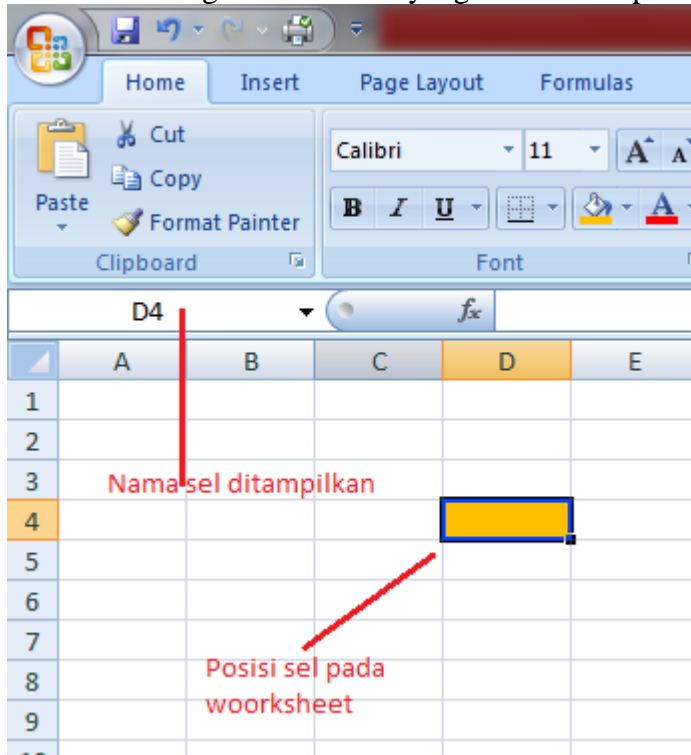 Home Insert Page Layout Formulas
Cut
Copy
Format Painter
Paste
Clipboard
Calibri 11 A A
B I U A
Font
D4 fx
A B C D E
1
2
3 Nama sel ditampilkan
4
5
6
7
8 Posisi sel pada
9 woorksheet